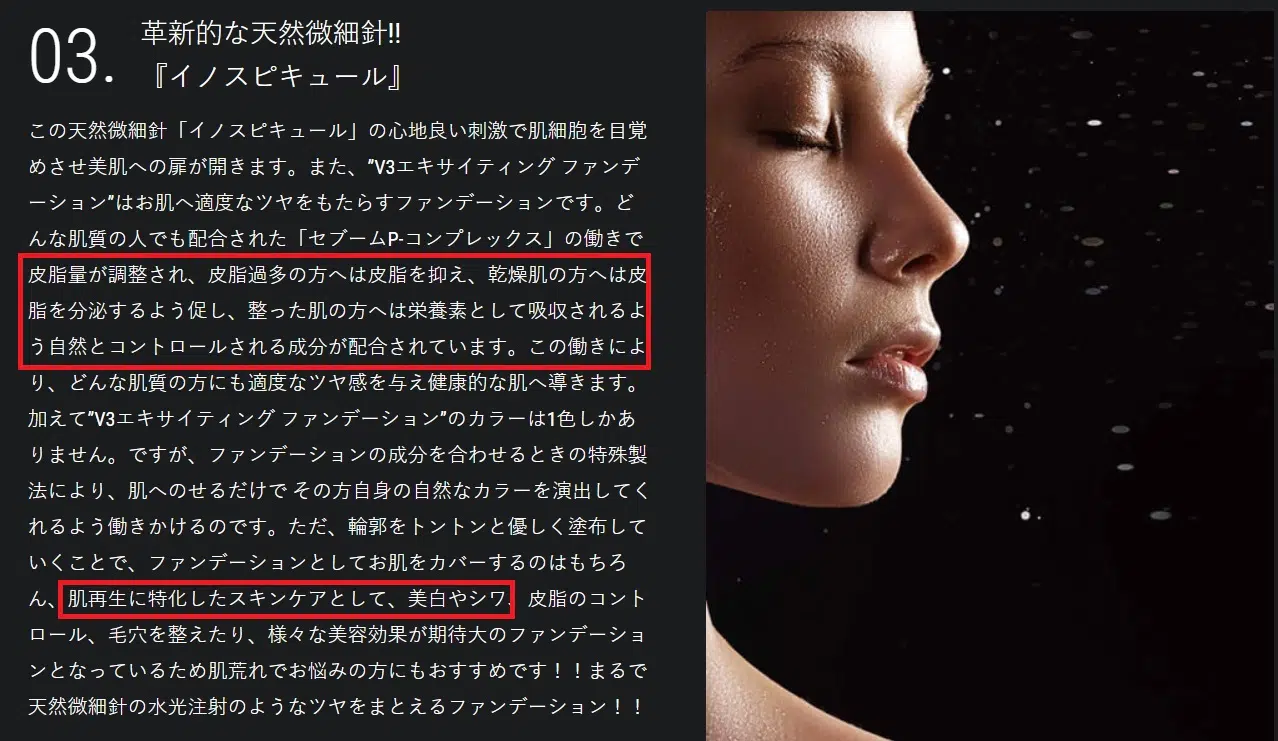 03.
革新的な天然微細針!!
『イノスピキュール』
この天然微細針「イノスピキュール」の心地良い刺激で肌細胞を目覚
めさせ美肌への扉が開きます。また、”V3エキサイティング ファンデ
ーション”はお肌へ適度なツヤをもたらすファンデーションです。ど
んな肌質の人でも配合された「セブームP-コンプレックス」の働きで
皮脂量が調整され、皮脂過多の方へは皮脂を抑え、乾燥肌の方へは皮
脂を分泌するよう促し、整った肌の方へは栄養素として吸収されるよ
う自然とコントロールされる成分が配合されています。この働きによ
り、どんな肌質の方にも適度なツヤ感を与え健康的な肌へ導きます。
加えて”V3エキサイティング ファンデーション”のカラーは1色しかあ
りません。ですが、ファンデーションの成分を合わせるときの特殊製
法により、肌へのせるだけで その方自身の自然なカラーを演出してく
れるよう働きかけるのです。ただ、輪郭をトントンと優しく塗布して
いくことで、ファンデーションとしてお肌をカバーするのはもちろ
ん、肌再生に特化したスキンケアとして、美白やシワ、皮脂のコント
ロール、毛穴を整えたり、様々な美容効果が期待大のファンデーショ
ンとなっているため肌荒れでお悩みの方にもおすすめです！！まるで
天然微細針の水光注射のようなツヤをまとえるファンデーション！！